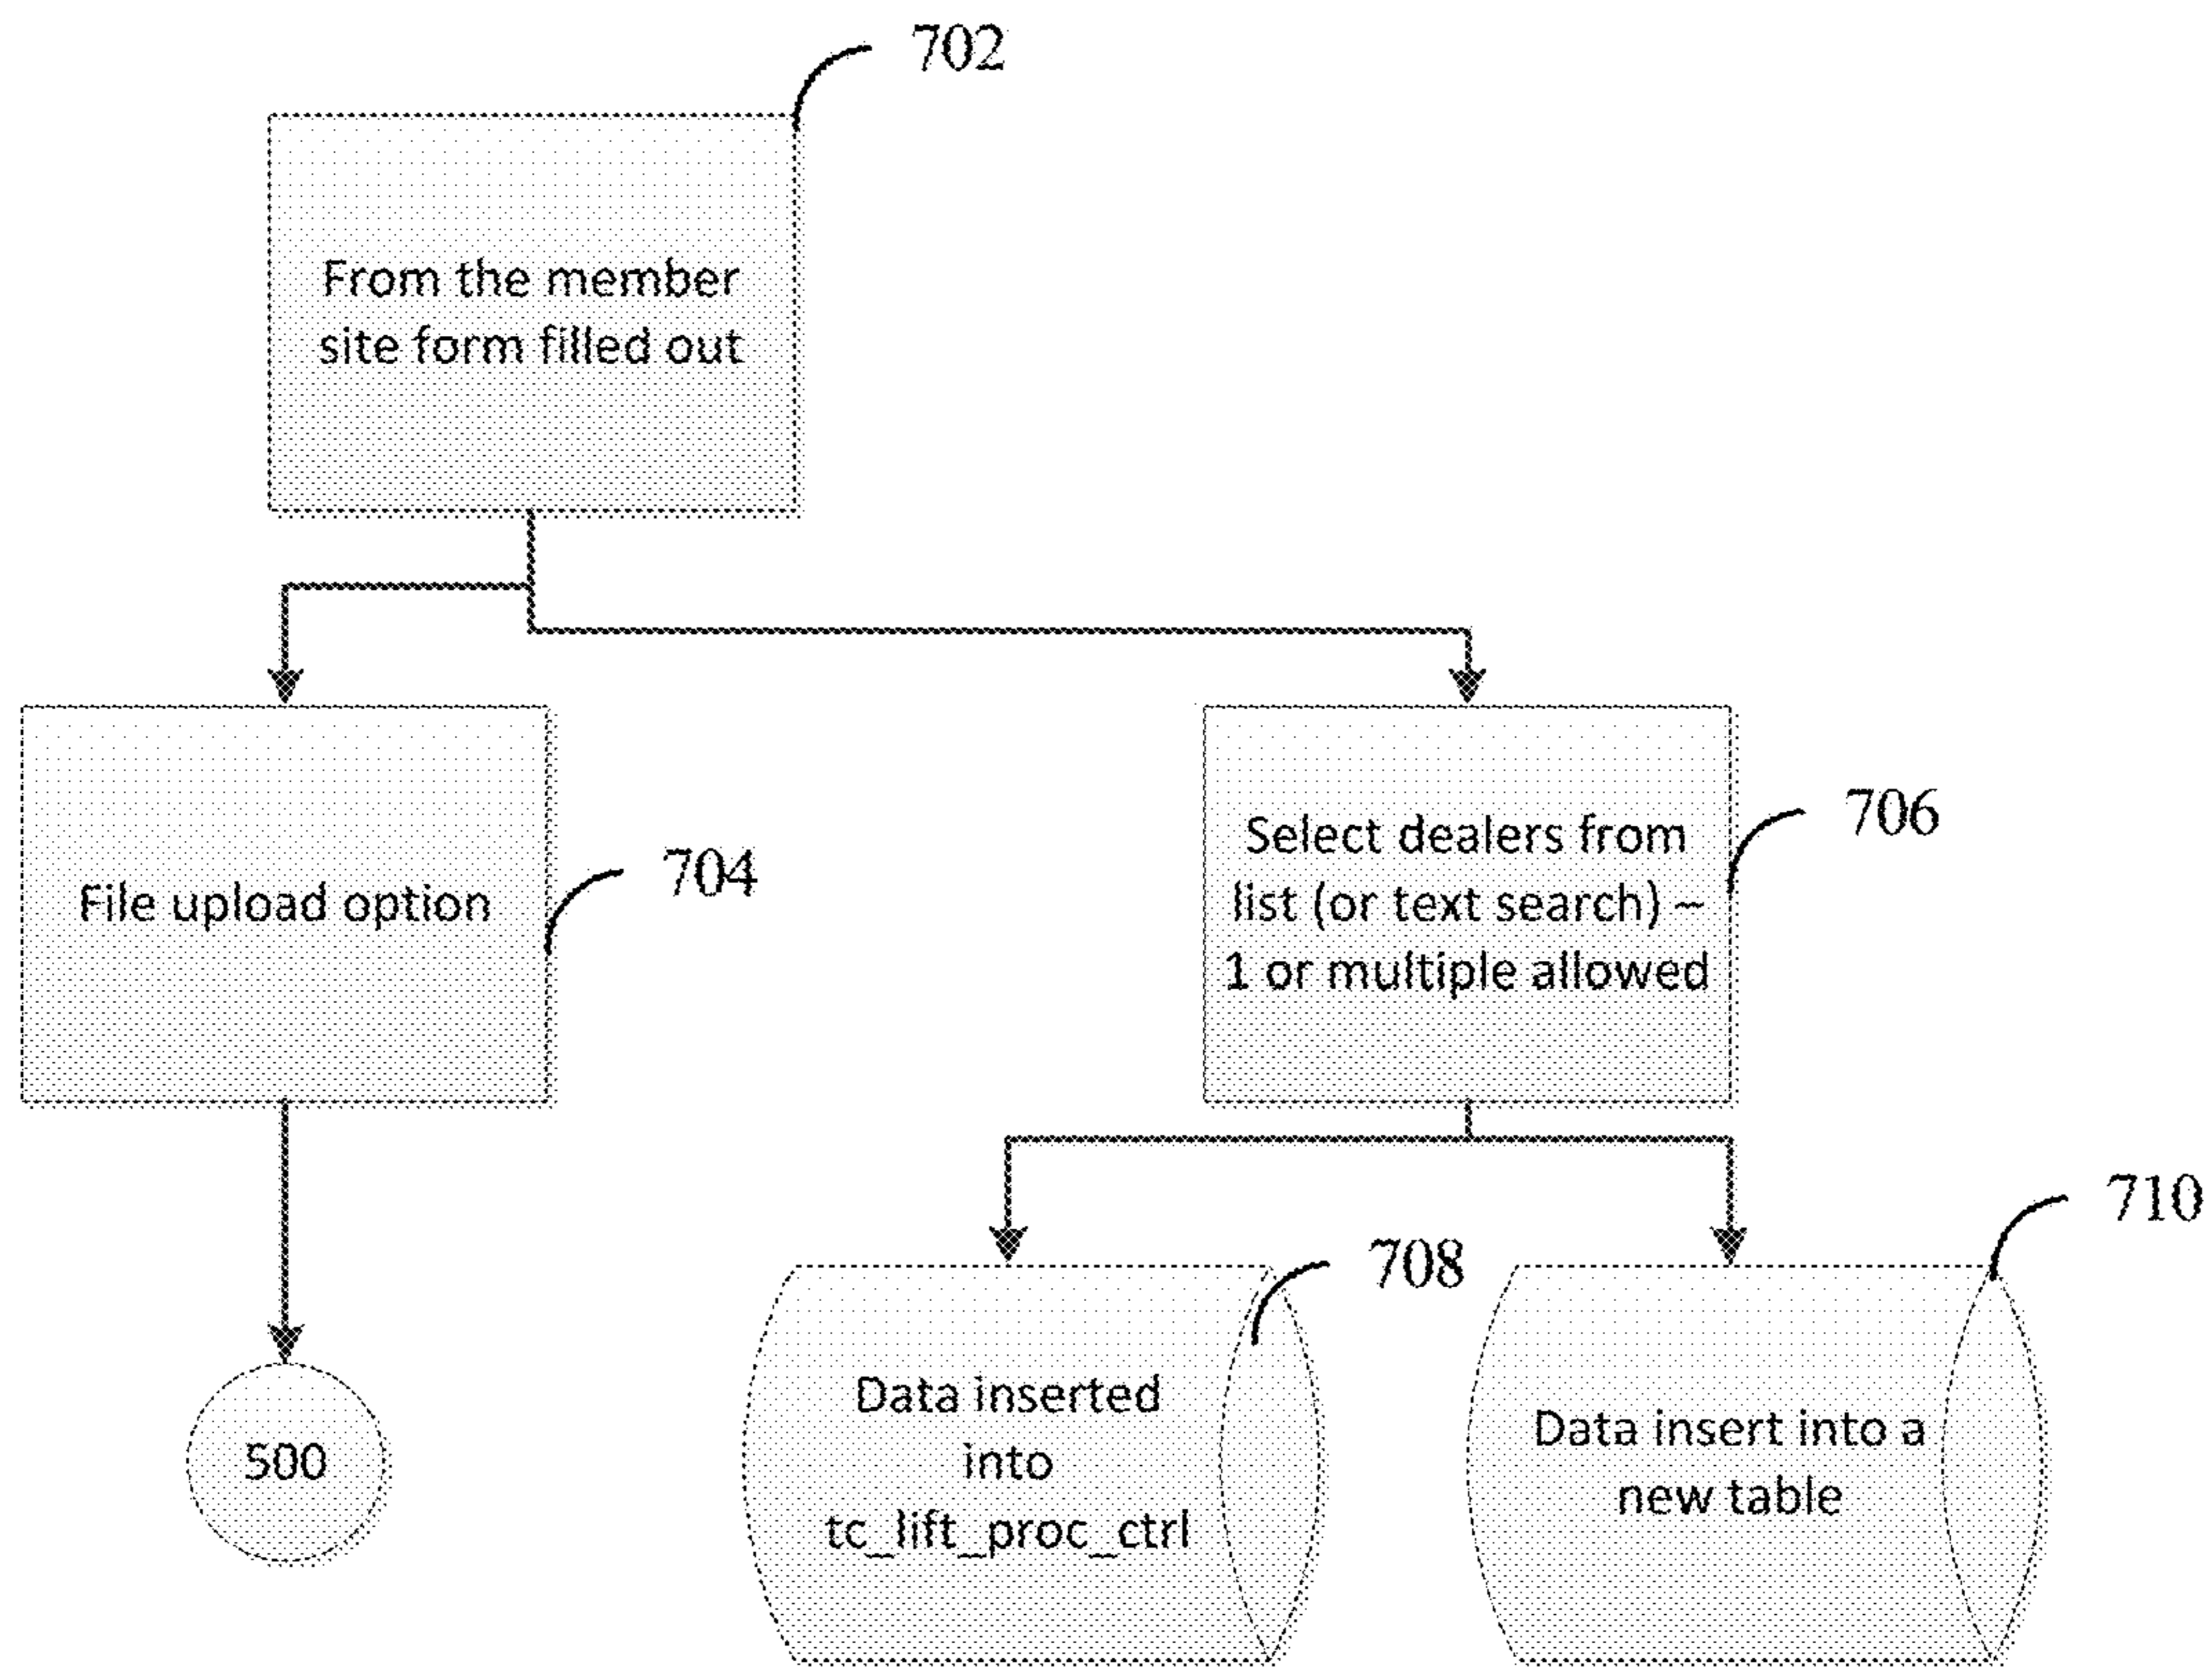 702
From the member
site form filled out
File upload option
704
Select dealers from
list (or text search) –
1 or multiple allowed
706
500
Data inserted
into
tc_lift_proc_ctrl
708
Data insert into a
new table
710